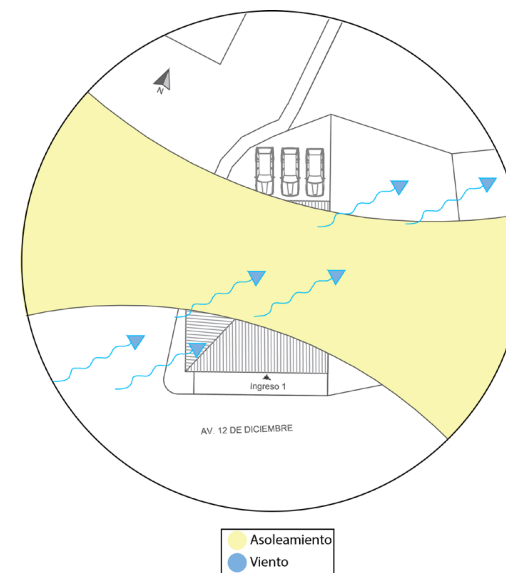 N
Ingreso 1
AV. 12 DE DICIEMBRE
Asoleamiento
Viento